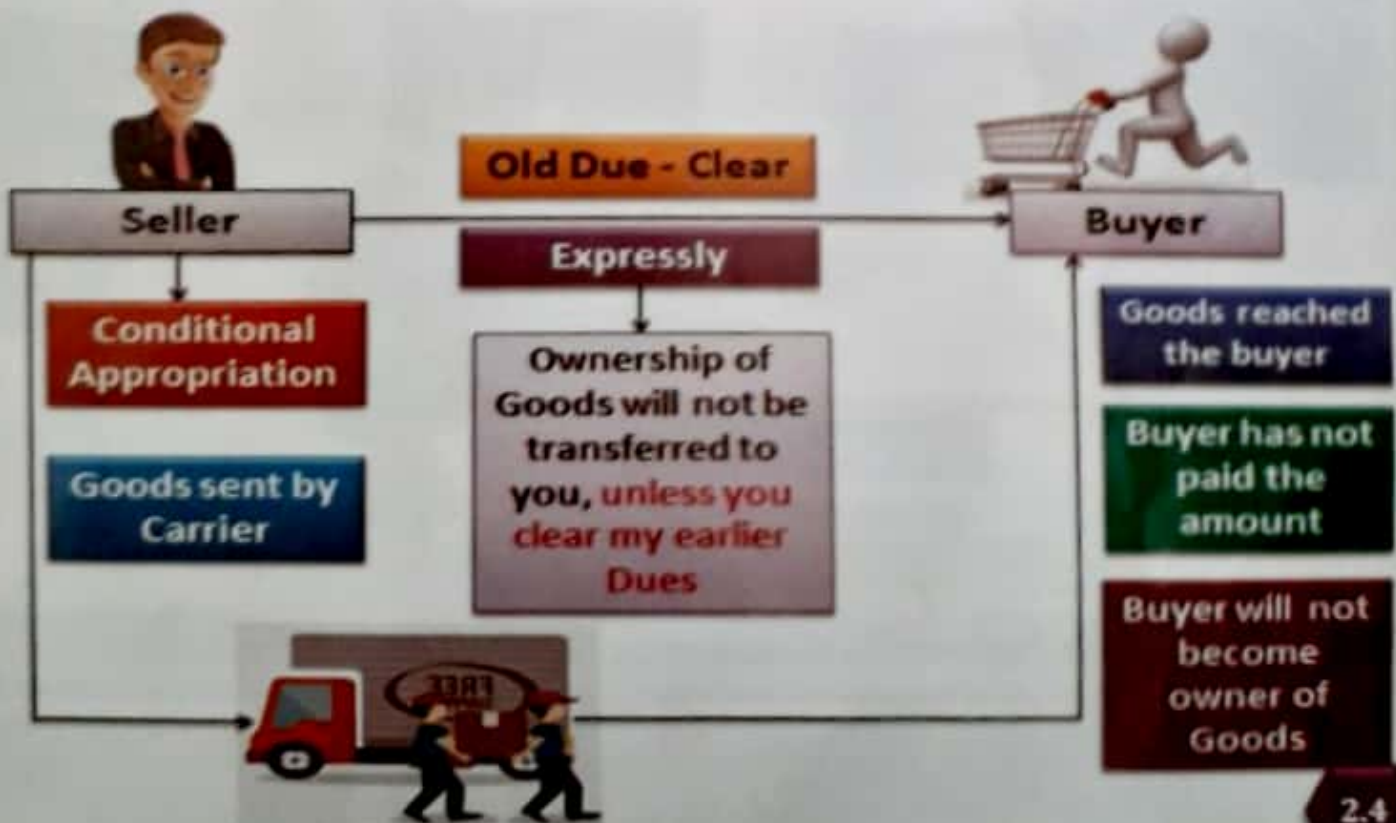 Old Due - Clear
Seller
Buyer
Expressly
Conditional
Appropriation
Goods sent by
Carrier
Ownership of
Goods will not be
transferred to
you, unless you
clear my earlier
Dues
Goods reached
the buyer
Buyer has not
paid the
amount
Buyer will not
become
owner of
Goods
FREE
2.4